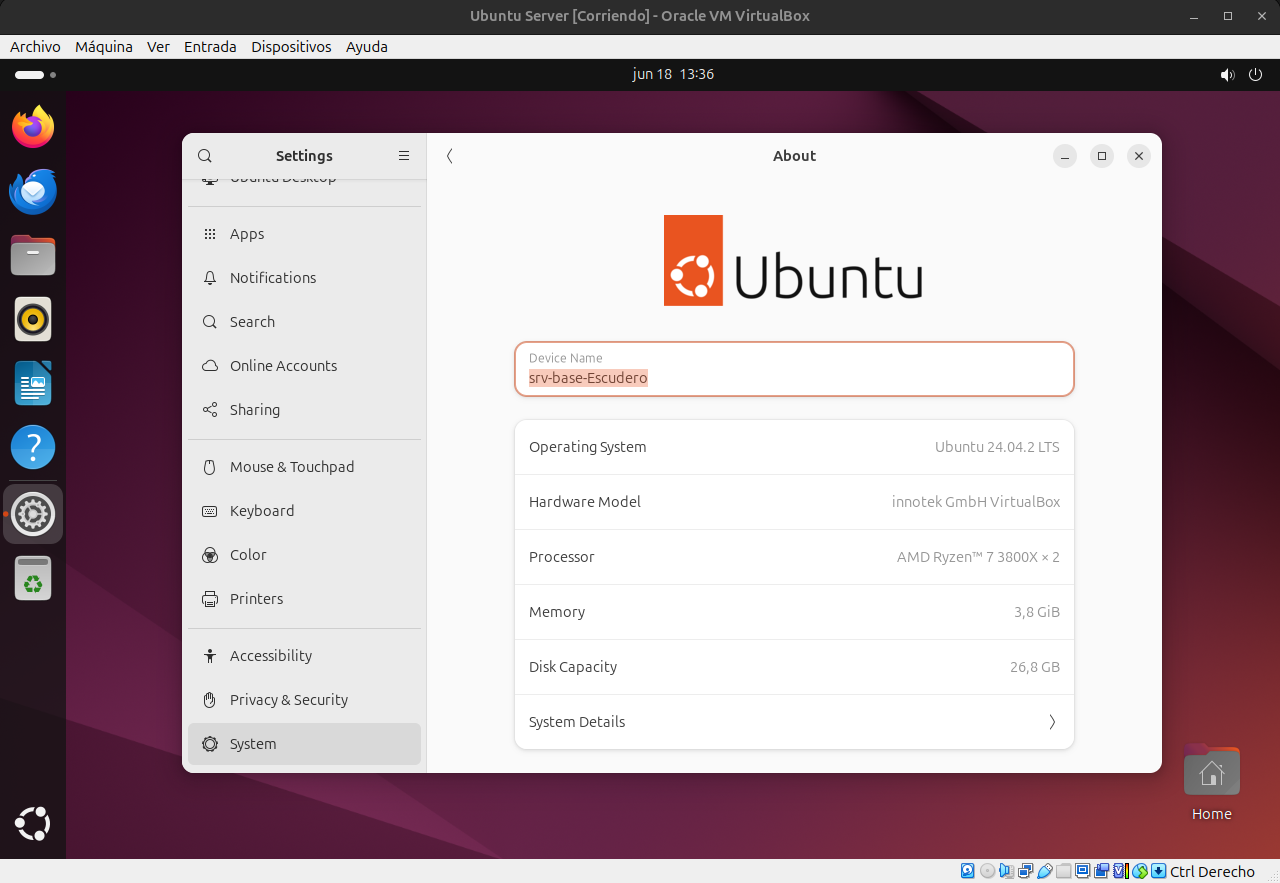 Ubuntu Server [Corriendo] - Oracle VM VirtualBox
Archivo Máquina Ver Entrada Dispositivos Ayuda
jun 18 13:36
Settings
About
Ubuntu Desktop
Apps
Notifications
Search
Online Accounts
Sharing
Mouse & Touchpad
Keyboard
Color
Printers
Accessibility
Privacy & Security
System
Ubuntu
Device Name
srv-base-Escudero
Operating System Ubuntu 24.04.2 LTS
Hardware Model innotek GmbH VirtualBox
Processor AMD Ryzen™ 7 3800X × 2
Memory 3,8 GiB
Disk Capacity 26,8 GB
System Details
Home
Ctrl Derecho